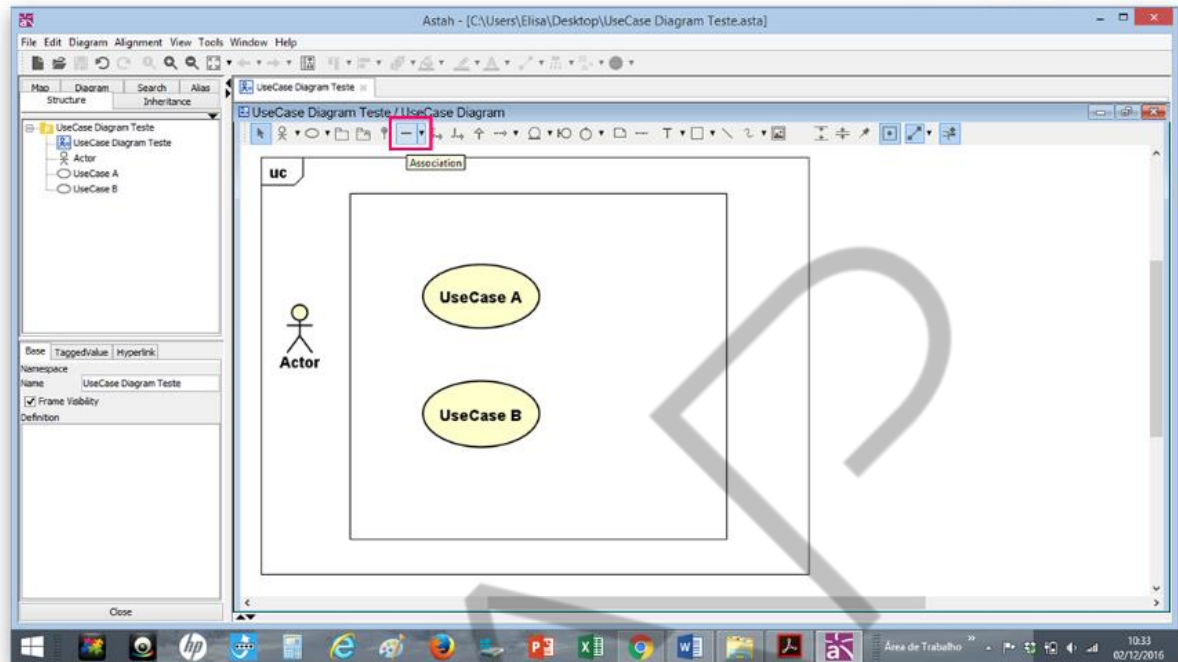 Astah - [C:\Users\Elisa\Desktop\UseCase Diagram Teste.asta]
File Edit Diagram Alignment View Tools Window Help
Map Diagram Search Alias
Structure Inheritance
UseCase Diagram Teste
UseCase Diagram Teste
Actor
UseCase A
UseCase B
UseCase Diagram Teste
UseCase Diagram Teste / UseCase Diagram
Association
uc
UseCase A
Actor
UseCase B
Base TaggedValue Hyperlink
Namespace
Name UseCase Diagram Teste
Frame Visibility
Definition
Close
Área de Trabalho
10:33
02/12/2016